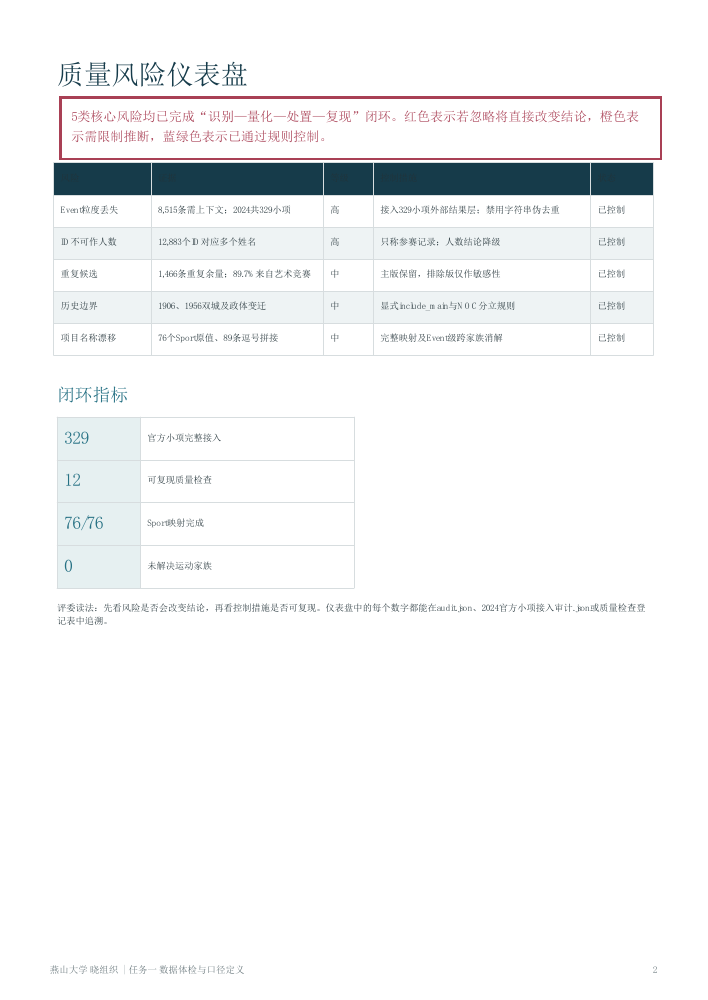 质量风险仪表盘
5类核心风险均已完成“识别—量化—处置—复现”闭环。红色表示若忽略将直接改变结论，橙色表
示需限制推断，蓝绿色表示已通过规则控制。
Event粒度丢失 8,515条需上下文；2024共329小项 高 接入329小项外部结果层；禁用字符串伪去重 已控制
ID 不可作人数 12,883个ID 对应多个姓名 高 只称参赛记录；人数结论降级 已控制
重复候选 1,466条重复余量；89.7% 来自艺术竞赛 中 主版保留，排除版仅作敏感性 已控制
历史边界 1906、1956双城及政体变迁 中 显式include_main与NOC分立规则 已控制
项目名称漂移 76个Sport原值、89条逗号拼接 中 完整映射及Event级跨家族消解 已控制
闭环指标
329 官方小项完整接入
12 可复现质量检查
76/76 Sport映射完成
0 未解决运动家族
评委读法：先看风险是否会改变结论，再看控制措施是否可复现。仪表盘中的每个数字都能在audit.json、2024官方小项接入审计.json或质量检查登
记表中追溯。
燕山大学 晓组织 | 任务一 数据体检与口径定义 2